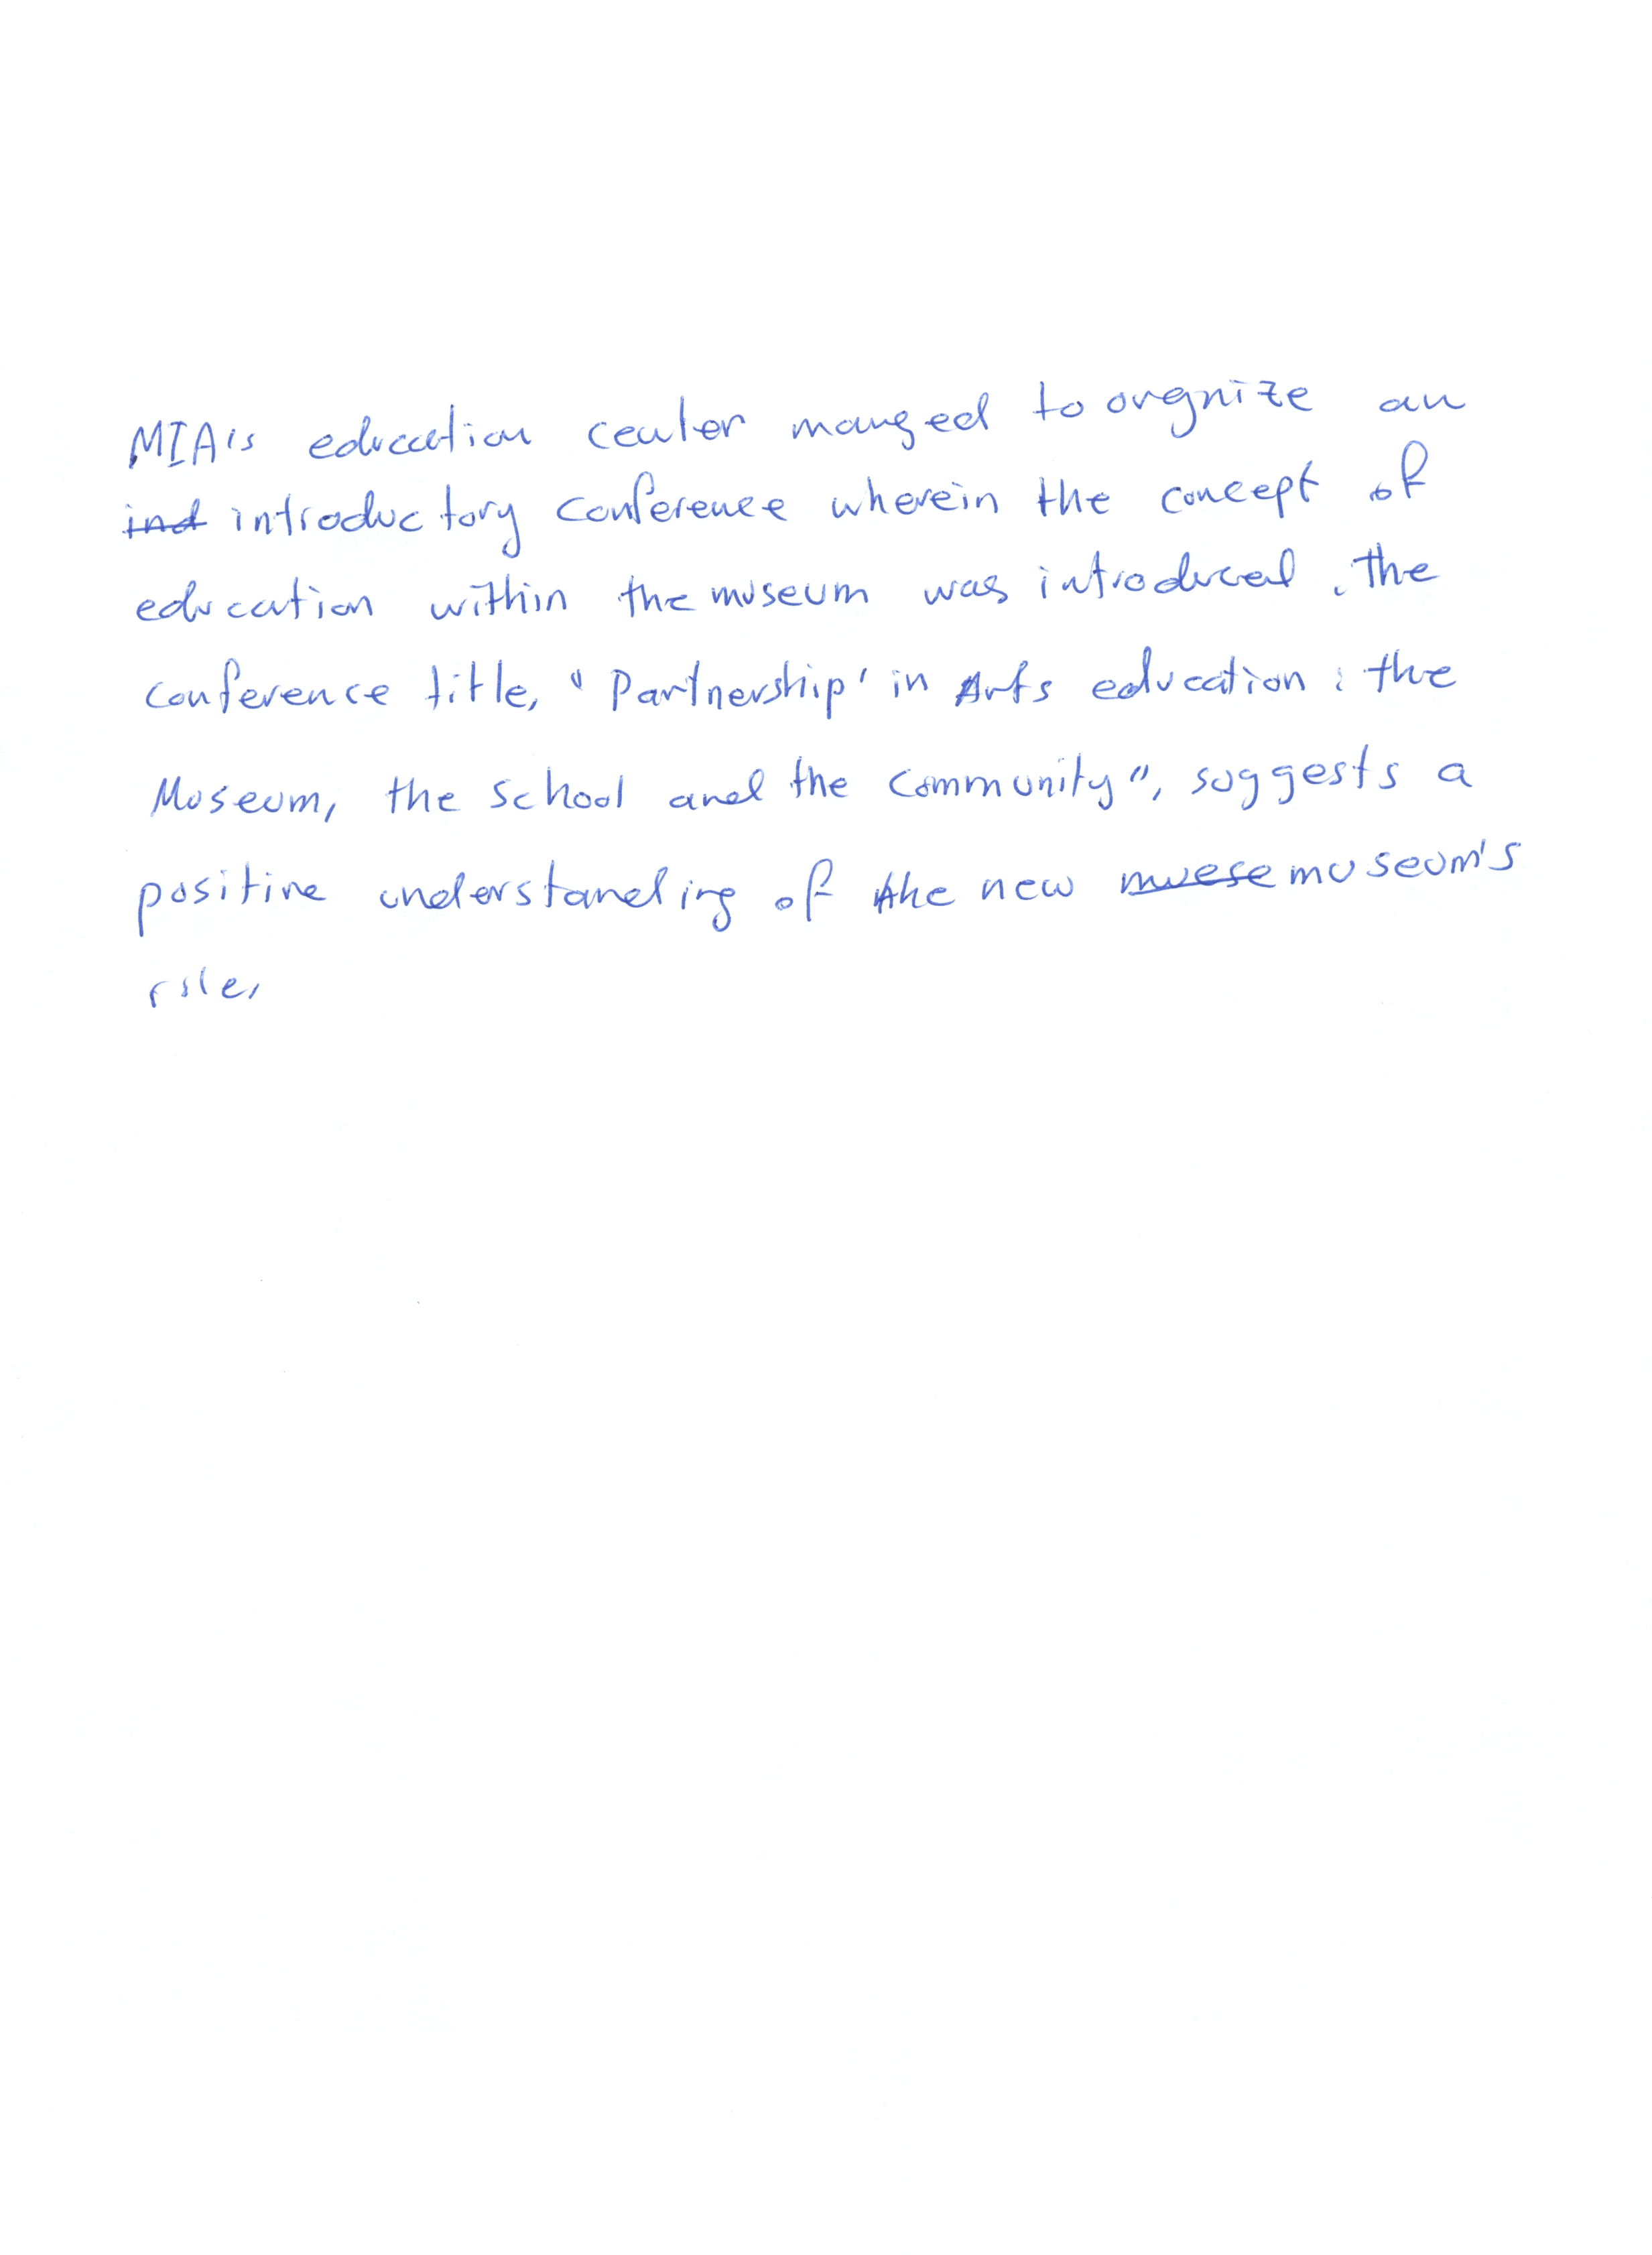 MIA's education center manged to orgnize an
ind introductory conference wherein the concept of
education within the museum was introduced. the
conference title, "Partnership' in Arts education: the
Museum, the school and the community", suggests a
positive understanding of the new muese museum's
role,